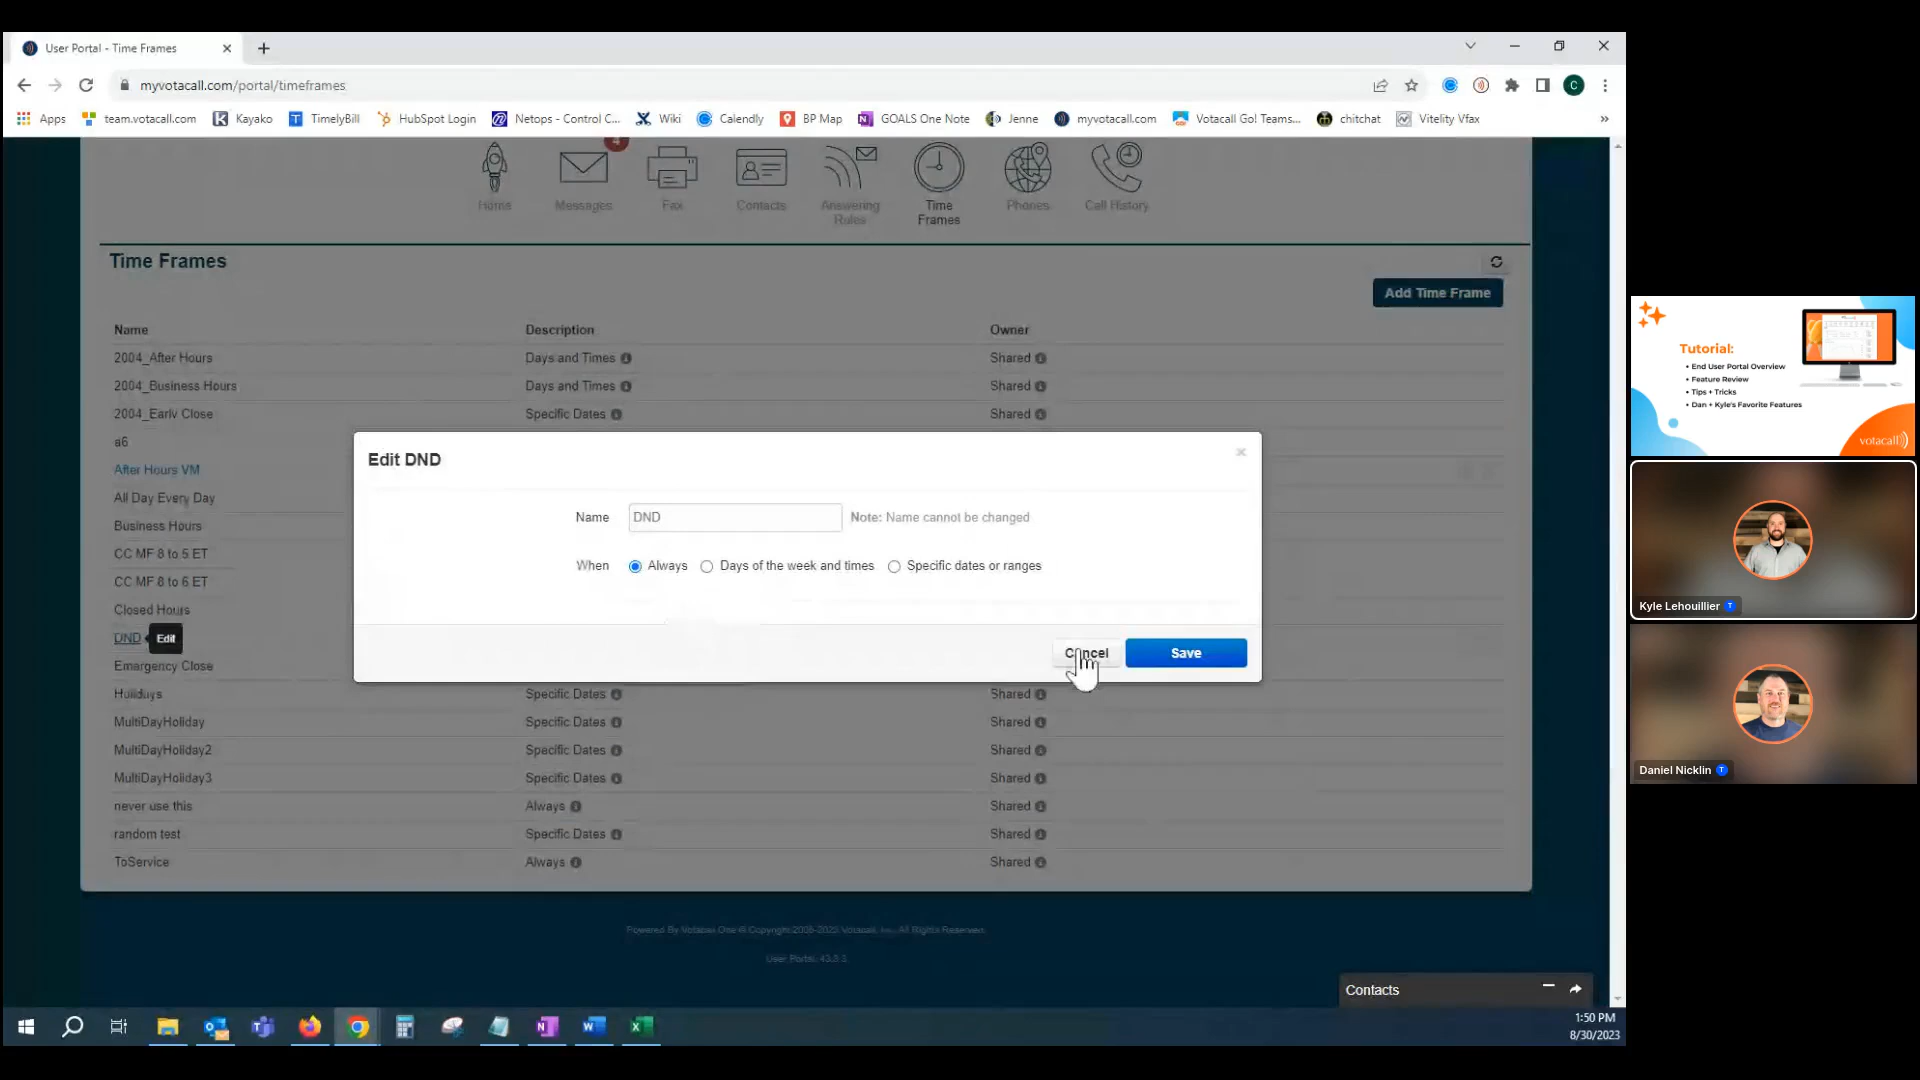 User Portal - Time Frames
myvotacall.com/portal/timeframes
Apps
team.votacall.com
Kayako
TimelyBill
HubSpot Login
Netops - Control C...
Wiki
Calendly
BP Map
GOALS One Note
Jenne
myvotacall.com
Votacall Go! Teams...
chitchat
Vitelity Vfax
»
C
4
Home
Messages
Fax
Contacts
Answering
Rules
Time
Frames
Phones
Call History
Time Frames
Add Time Frame
Name Description Owner
2004_After Hours Days and Times Shared
2004_Business Hours Days and Times Shared
2004_Early Close Specific Dates Shared
a6
After Hours VM
All Day Every Day
Business Hours
CC MF 8 to 5 ET
CC MF 8 to 6 ET
Closed Hours
DND Edit
Emergency Close
Holidays Specific Dates Shared
MultiDayHoliday Specific Dates Shared
MultiDayHoliday2 Specific Dates Shared
MultiDayHoliday3 Specific Dates Shared
never use this Always Shared
random test Specific Dates Shared
ToService Always Shared
Edit DND
×
Name DND Note: Name cannot be changed
When Always Days of the week and times Specific dates or ranges
Cancel Save
Contacts
1:50 PM
8/30/2023
Tutorial:
• End User Portal Overview
• Feature Review
• Tips + Tricks
• Dan + Kyle's Favorite Features
votacall
Kyle Lehouillier T
Daniel Nicklin T